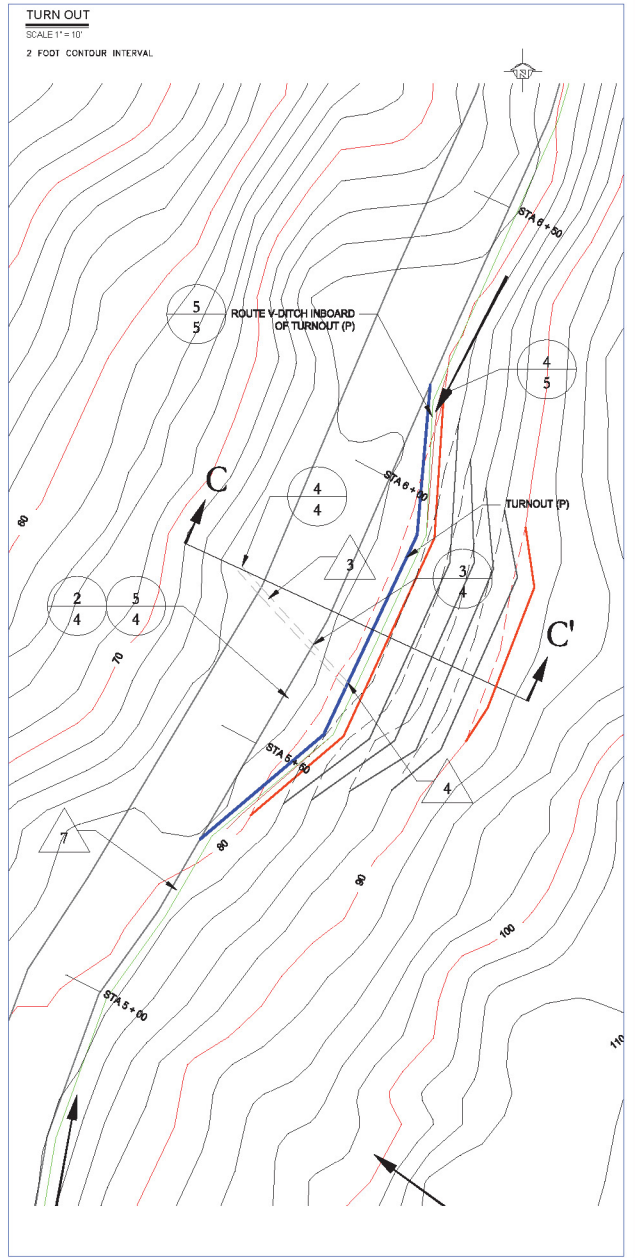 TURN OUT
SCALE 1" = 10'
2 FOOT CONTOUR INTERVAL
N
STA 6 + 50
5
5
ROUTE V-DITCH INBOARD
OF TURNOUT (P)
4
5
C
STA 6 + 00
4
4
TURNOUT (P)
60
3
3
4
2
4
5
4
C'
70
STA 5 + 50
4
7
80
90
100
STA 5 + 00
110